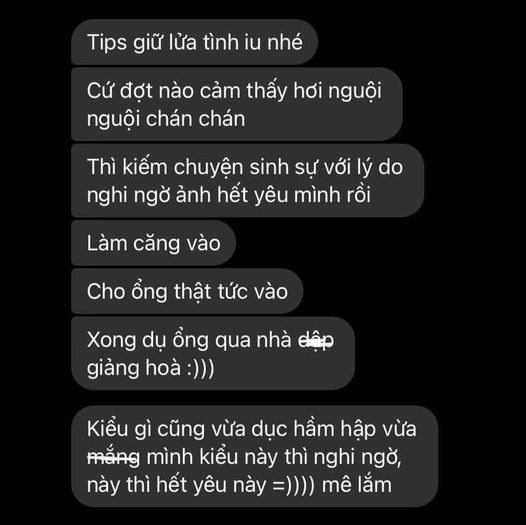 Tips giữ lửa tình iu nhé
Cứ đợt nào cảm thấy hơi nguội
nguội chán chán
Thì kiếm chuyện sinh sự với lý do
nghi ngờ ảnh hết yêu mình rồi
Làm căng vào
Cho ổng thật tức vào
Xong dụ ổng qua nhà dập
giảng hoà :)))
Kiểu gì cũng vừa dục hầm hập vừa
mắng mình kiểu này thì nghi ngờ,
này thì hết yêu này =)))) mê lắm